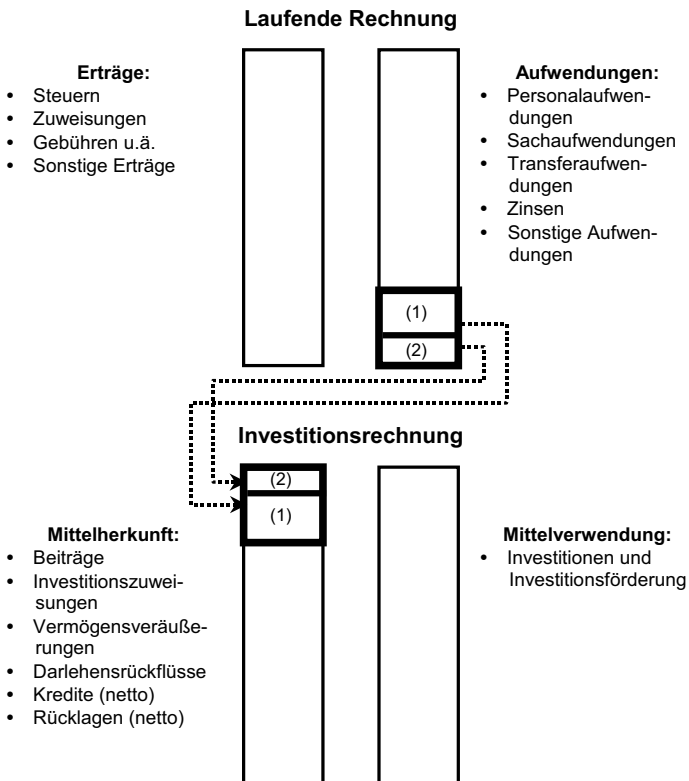 Laufende Rechnung
Erträge:
• Steuern
• Zuweisungen
• Gebühren u.ä.
• Sonstige Erträge
Aufwendungen:
• Personalaufwen-
dungen
• Sachaufwendungen
• Transferaufwen-
dungen
• Zinsen
• Sonstige Aufwen-
dungen
(1)
(2)
Investitionsrechnung
(2)
(1)
Mittelherkunft:
• Beiträge
• Investitionszuwei-
sungen
• Vermögensveräuße-
rungen
• Darlehensrückflüsse
• Kredite (netto)
• Rücklagen (netto)
Mittelverwendung:
• Investitionen und
Investitionsförderung